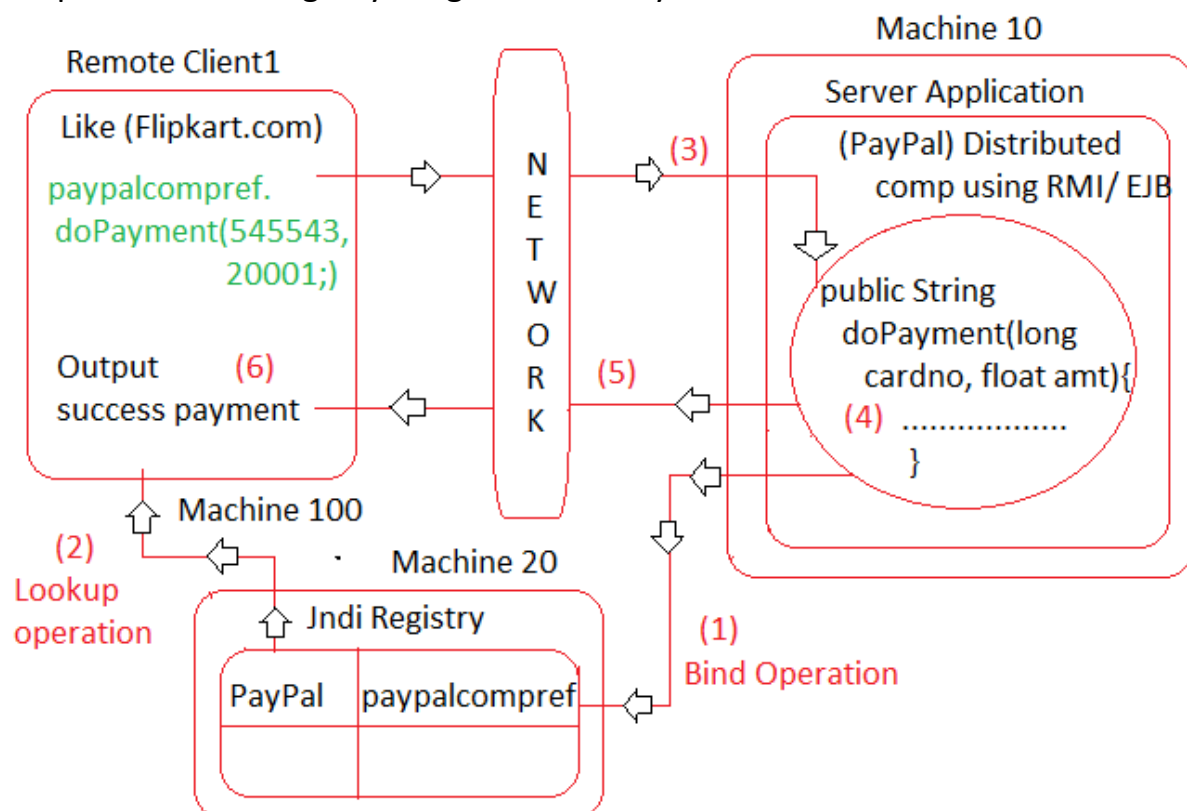 Machine 10
Remote Client1
Server Application
Like (Flipkart.com)
(PayPal) Distributed
comp using RMI/ EJB
paypalcompref.
doPayment(545543,
20001;)
N
E
T
W
O
R
K
(3)
public String
doPayment(long
cardno, float amt){
(4) ..................
}
Output (6)
success payment
(5)
Machine 100
(2)
Lookup
operation
Machine 20
Jndi Registry
PayPal paypalcompref
(1)
Bind Operation